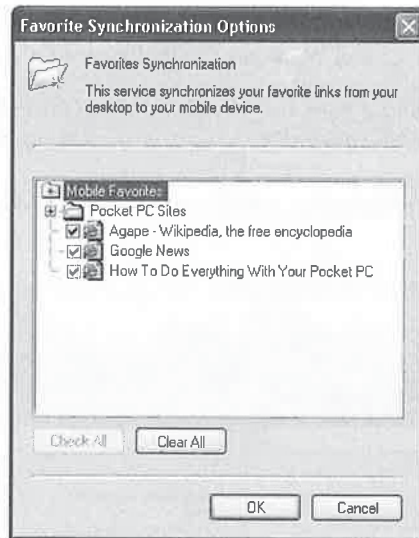 Favorite Synchronization Options
Favorites Synchronization
This service synchronizes your favorite links from your
desktop to your mobile device.
Mobile Favorites
Pocket PC Sites
Agape - Wikipedia, the free encyclopedia
Google News
How To Do Everything With Your Pocket PC
Check All
Clear All
OK
Cancel